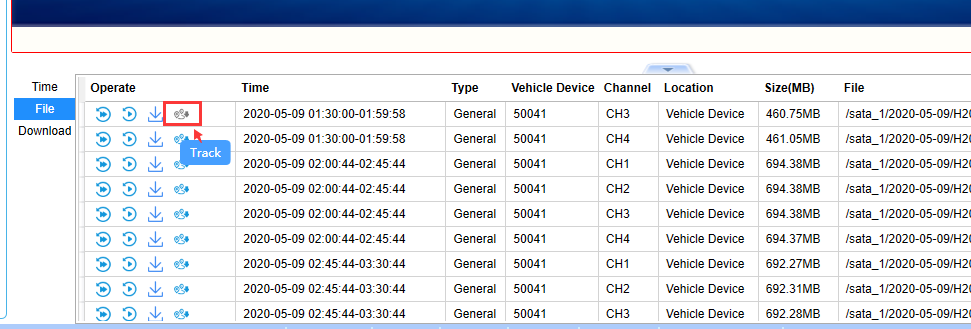 Time
File
Download
Operate Time Type Vehicle Device Channel Location Size(MB) File
2020-05-09 01:30:00-01:59:58 General 50041 CH3 Vehicle Device 460.75MB /sata_1/2020-05-09/H20
2020-05-09 01:30:00-01:59:58 General 50041 CH4 Vehicle Device 461.05MB /sata_1/2020-05-09/H20
Track
2020-05-09 02:00:44-02:45:44 General 50041 CH1 Vehicle Device 694.38MB /sata_1/2020-05-09/H20
2020-05-09 02:00:44-02:45:44 General 50041 CH2 Vehicle Device 694.38MB /sata_1/2020-05-09/H20
2020-05-09 02:00:44-02:45:44 General 50041 CH3 Vehicle Device 694.38MB /sata_1/2020-05-09/H20
2020-05-09 02:00:44-02:45:44 General 50041 CH4 Vehicle Device 694.37MB /sata_1/2020-05-09/H20
2020-05-09 02:45:44-03:30:44 General 50041 CH1 Vehicle Device 692.27MB /sata_1/2020-05-09/H20
2020-05-09 02:45:44-03:30:44 General 50041 CH2 Vehicle Device 692.31MB /sata_1/2020-05-09/H20
2020-05-09 02:45:44-03:30:44 General 50041 CH3 Vehicle Device 692.28MB /sata_1/2020-05-09/H20